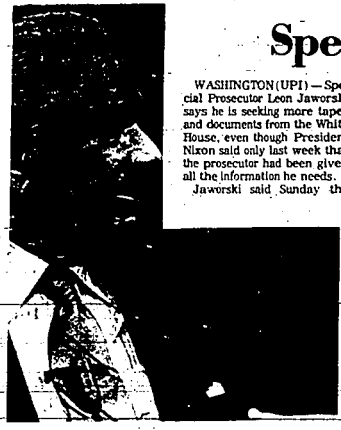 Spe
WASHINGTON (UPI) — Spe
cial Prosecutor Leon Jaworsk
says he is seeking more tape
and documents from the Whit
House, even though Presiden
Nixon said only last week tha
the prosecutor had been give
all the information he needs.
Jaworski said Sunday th